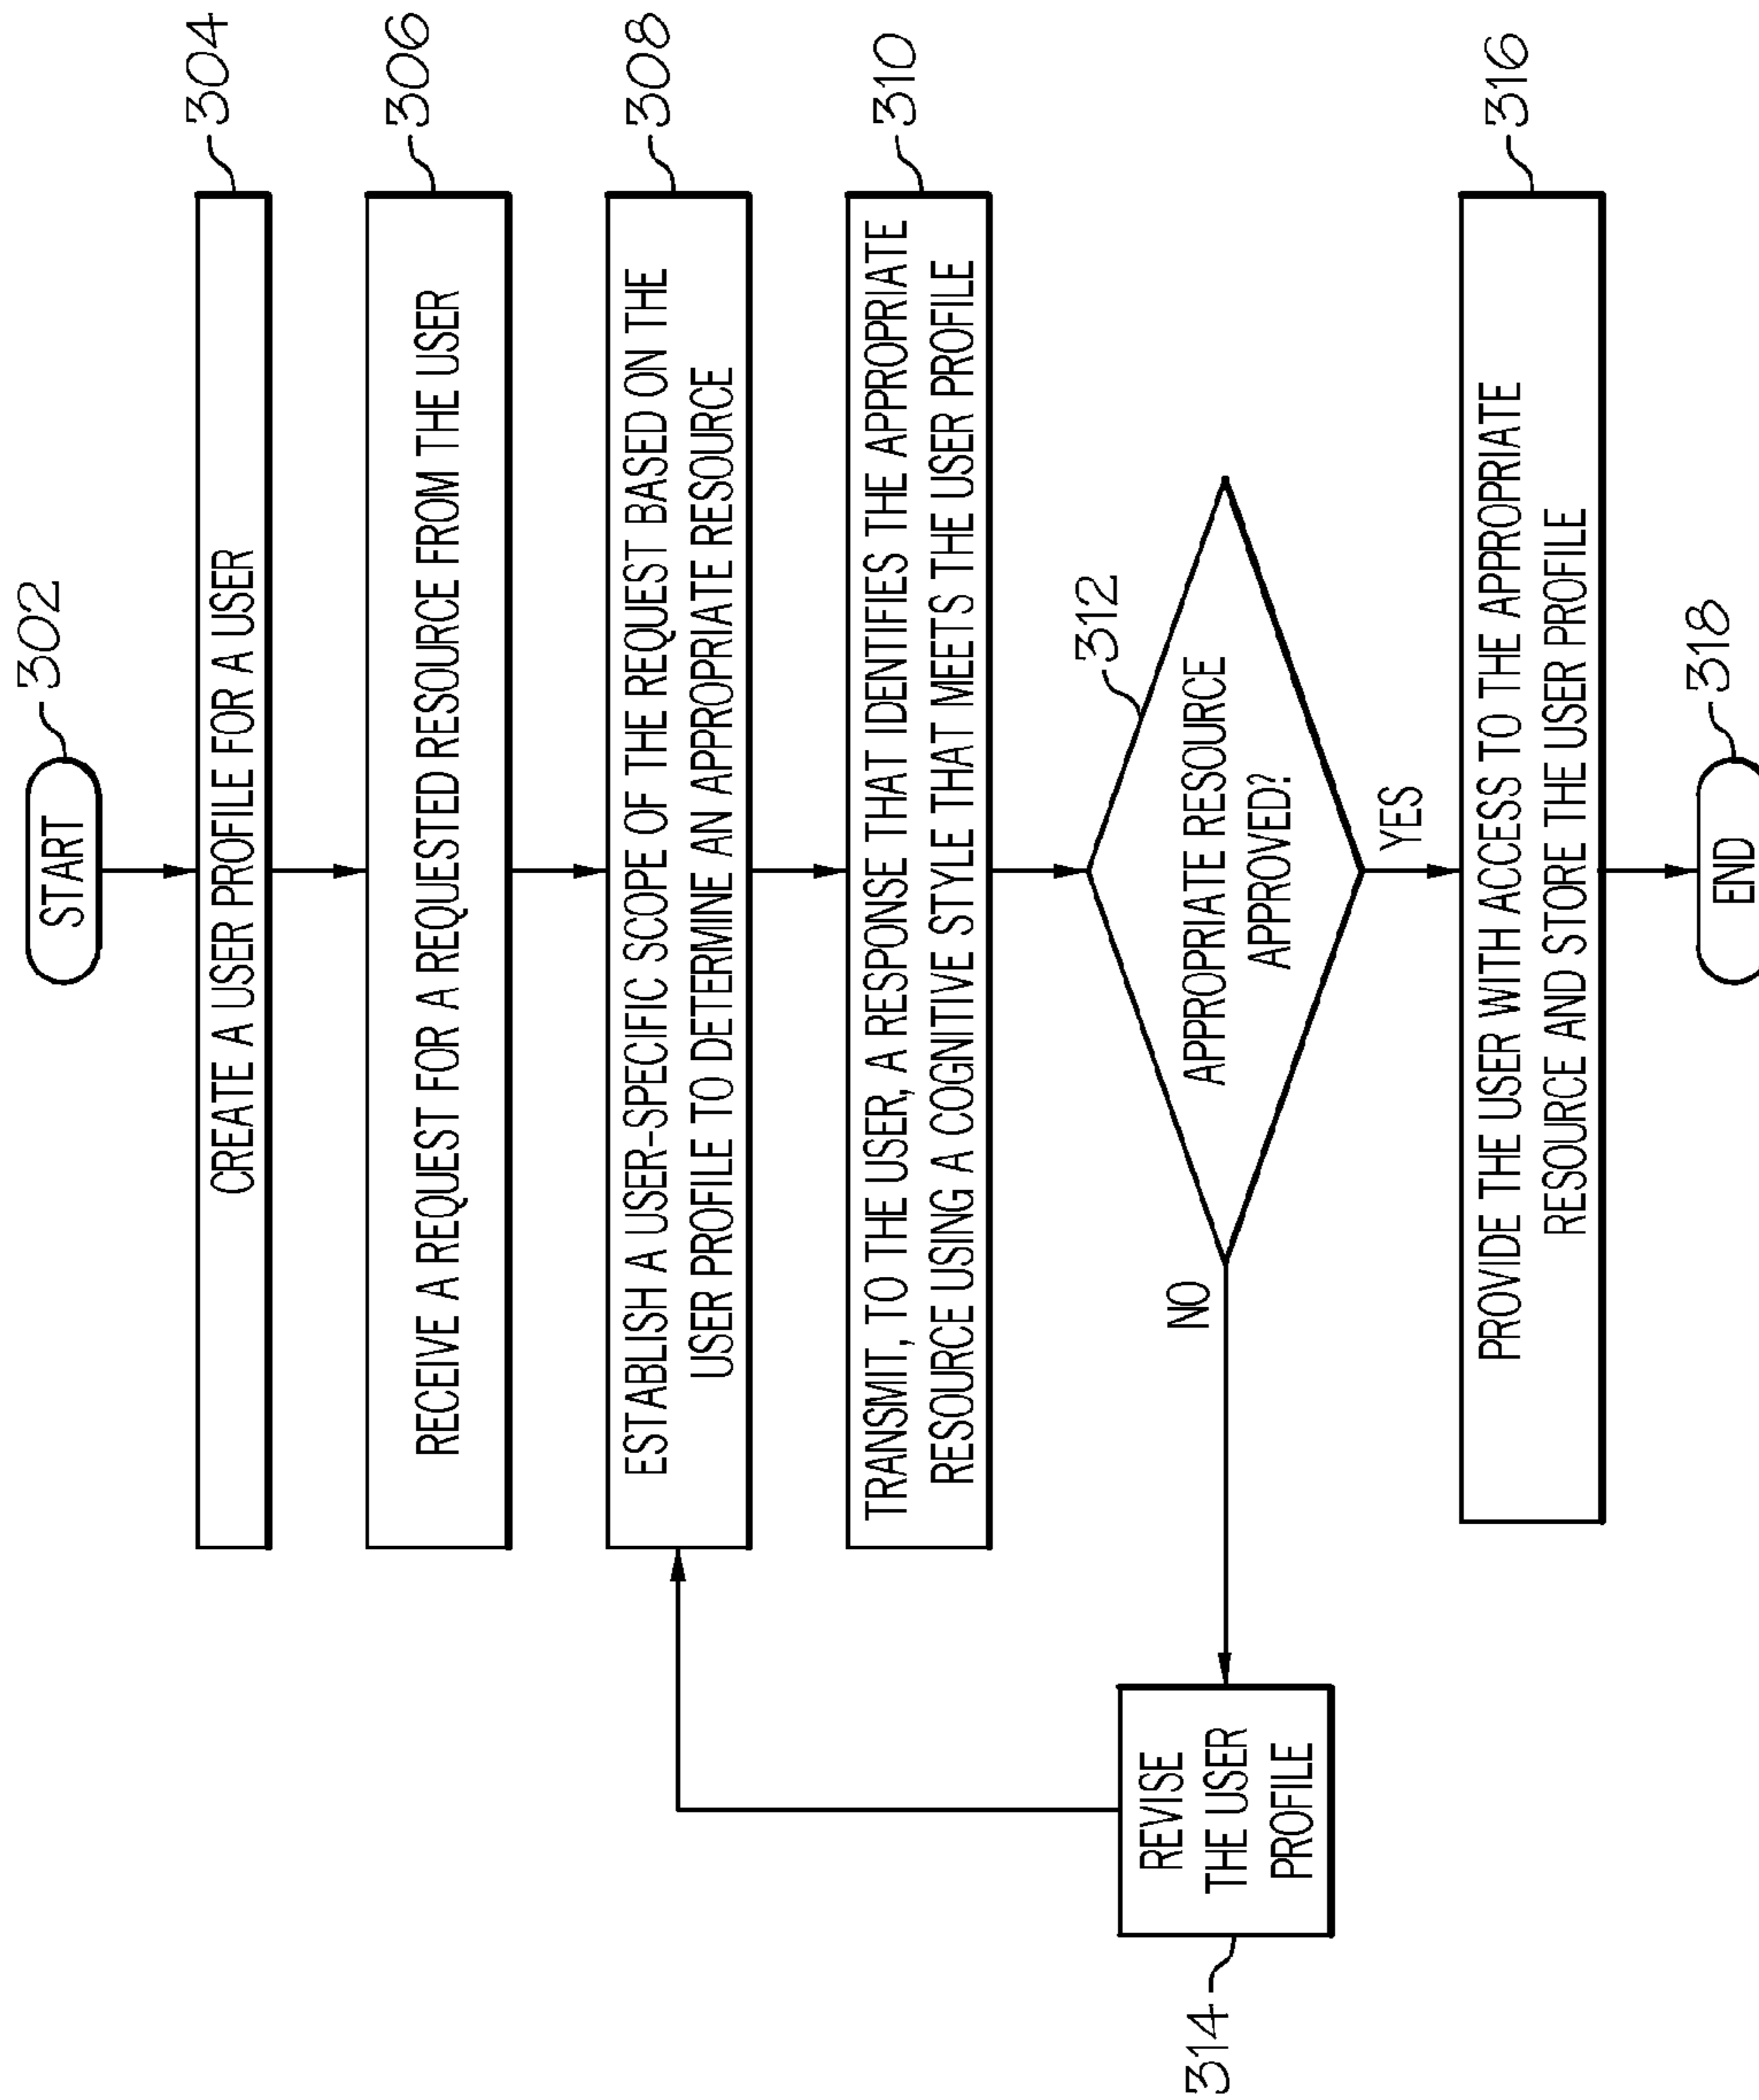 START
302
CREATE A USER PROFILE FOR A USER
304
RECEIVE A REQUEST FOR A REQUESTED RESOURCE FROM THE USER
306
ESTABLISH A USER-SPECIFIC SCOPE OF THE REQUEST BASED ON THE
USER PROFILE TO DETERMINE AN APPROPRIATE RESOURCE
308
TRANSMIT, TO THE USER, A RESPONSE THAT IDENTIFIES THE APPROPRIATE
RESOURCE USING A COGNITIVE STYLE THAT MEETS THE USER PROFILE
310
APPROPRIATE RESOURCE
APPROVED?
312
NO
REVISE
THE USER
PROFILE
314
YES
PROVIDE THE USER WITH ACCESS TO THE APPROPRIATE
RESOURCE AND STORE THE USER PROFILE
316
END
318